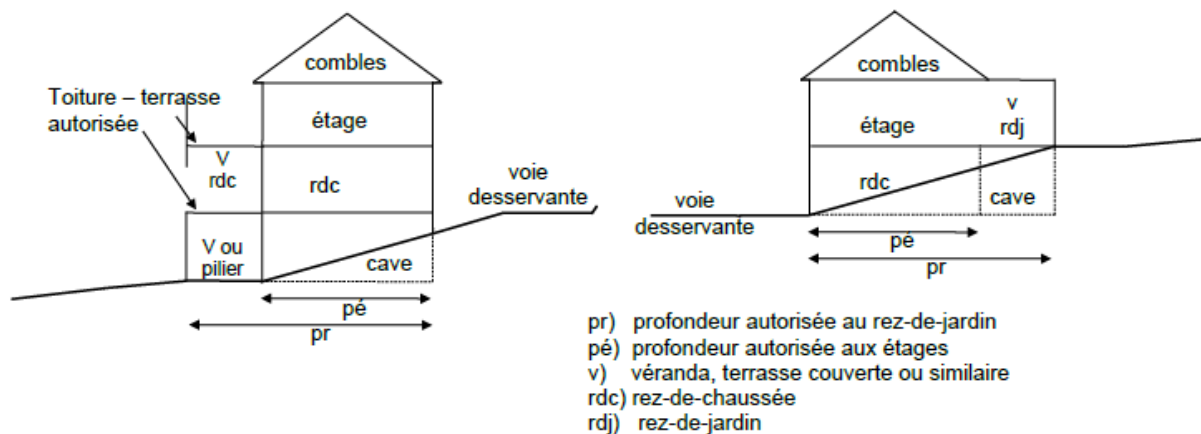 combles
Toiture – terrasse
autorisée
étage
V
rdc
rdc
voie
desservante
V ou
pilier
cave
pé
pr
combles
étage
v
rdj
rdc
cave
voie
desservante
pé
pr
pr) profondeur autorisée au rez-de-jardin
pé) profondeur autorisée aux étages
v) véranda, terrasse couverte ou similaire
rdc) rez-de-chaussée
rdj) rez-de-jardin